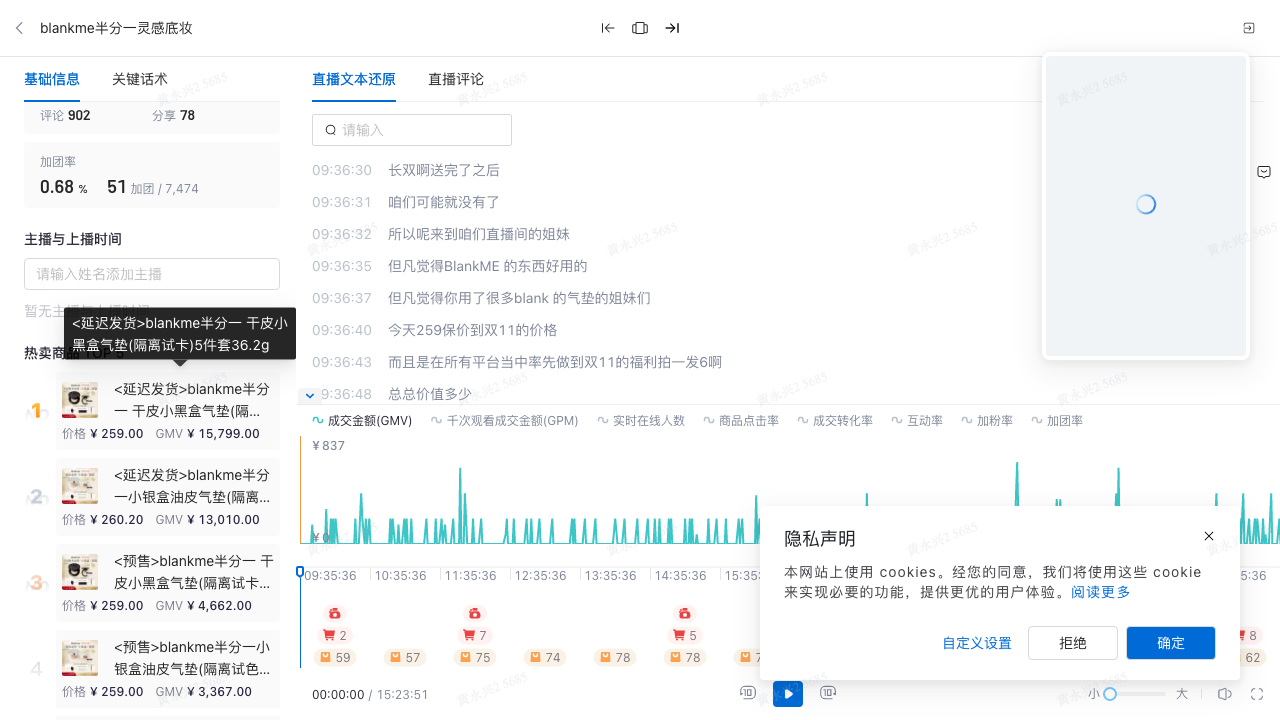 blankme半分一灵感底妆
基础信息
关键话术
评论 902
分享 78
加团率
0.68 %
51 加团 / 7,474
主播与上播时间
请输入姓名添加主播
<延迟发货>blankme半分一 干皮小
黑盒气垫(隔离试卡)5件套36.2g
1
<延迟发货>blankme半分
一 干皮小黑盒气垫(隔...
价格 ¥ 259.00 GMV ¥ 15,799.00
2
<延迟发货>blankme半分
一小银盒油皮气垫(隔离...
价格 ¥ 260.20 GMV ¥ 13,010.00
3
<预售>blankme半分一 干
皮小黑盒气垫(隔离试卡...
价格 ¥ 259.00 GMV ¥ 4,662.00
4
<预售>blankme半分一小
银盒油皮气垫(隔离试色...
价格 ¥ 259.00 GMV ¥ 3,367.00
直播文本还原
直播评论
请输入
09:36:30 长双啊送完了之后
09:36:31 咱们可能就没有了
09:36:32 所以呢来到咱们直播间的姐妹
09:36:35 但凡觉得BlankME 的东西好用的
09:36:37 但凡觉得你用了很多blank 的气垫的姐妹们
09:36:40 今天259保价到双11的价格
09:36:43 而且是在所有平台当中率先做到双11的福利拍一发6啊
9:36:48 总总价值多少
成交金额(GMV) 千次观看成交金额(GPM) 实时在线人数 商品点击率 成交转化率 互动率 加粉率 加团率
¥ 837
¥ 0
09:35:36 10:35:36 11:35:36 12:35:36 13:35:36 14:35:36 15:35:3
5:36
2 7 5 8
59 57 75 74 78 78 7 62
00:00:00 / 15:23:51
10
10
小 大
隐私声明
本网站上使用 cookies。经您的同意，我们将使用这些 cookie
来实现必要的功能，提供更优的用户体验。阅读更多
自定义设置
拒绝
确定
黄永兴2 5685